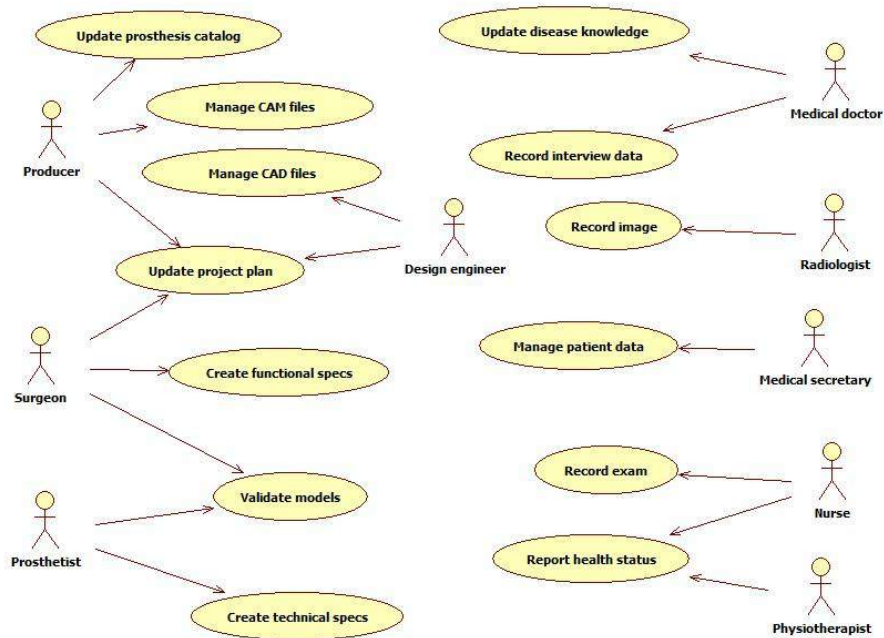 Update prosthesis catalog
Update disease knowledge
Manage CAM files
Medical doctor
Producer
Record interview data
Manage CAD files
Record image
Design engineer
Radiologist
Update project plan
Manage patient data
Create functional specs
Surgeon
Medical secretary
Record exam
Validate models
Nurse
Prosthetist
Report health status
Create technical specs
Physiotherapist